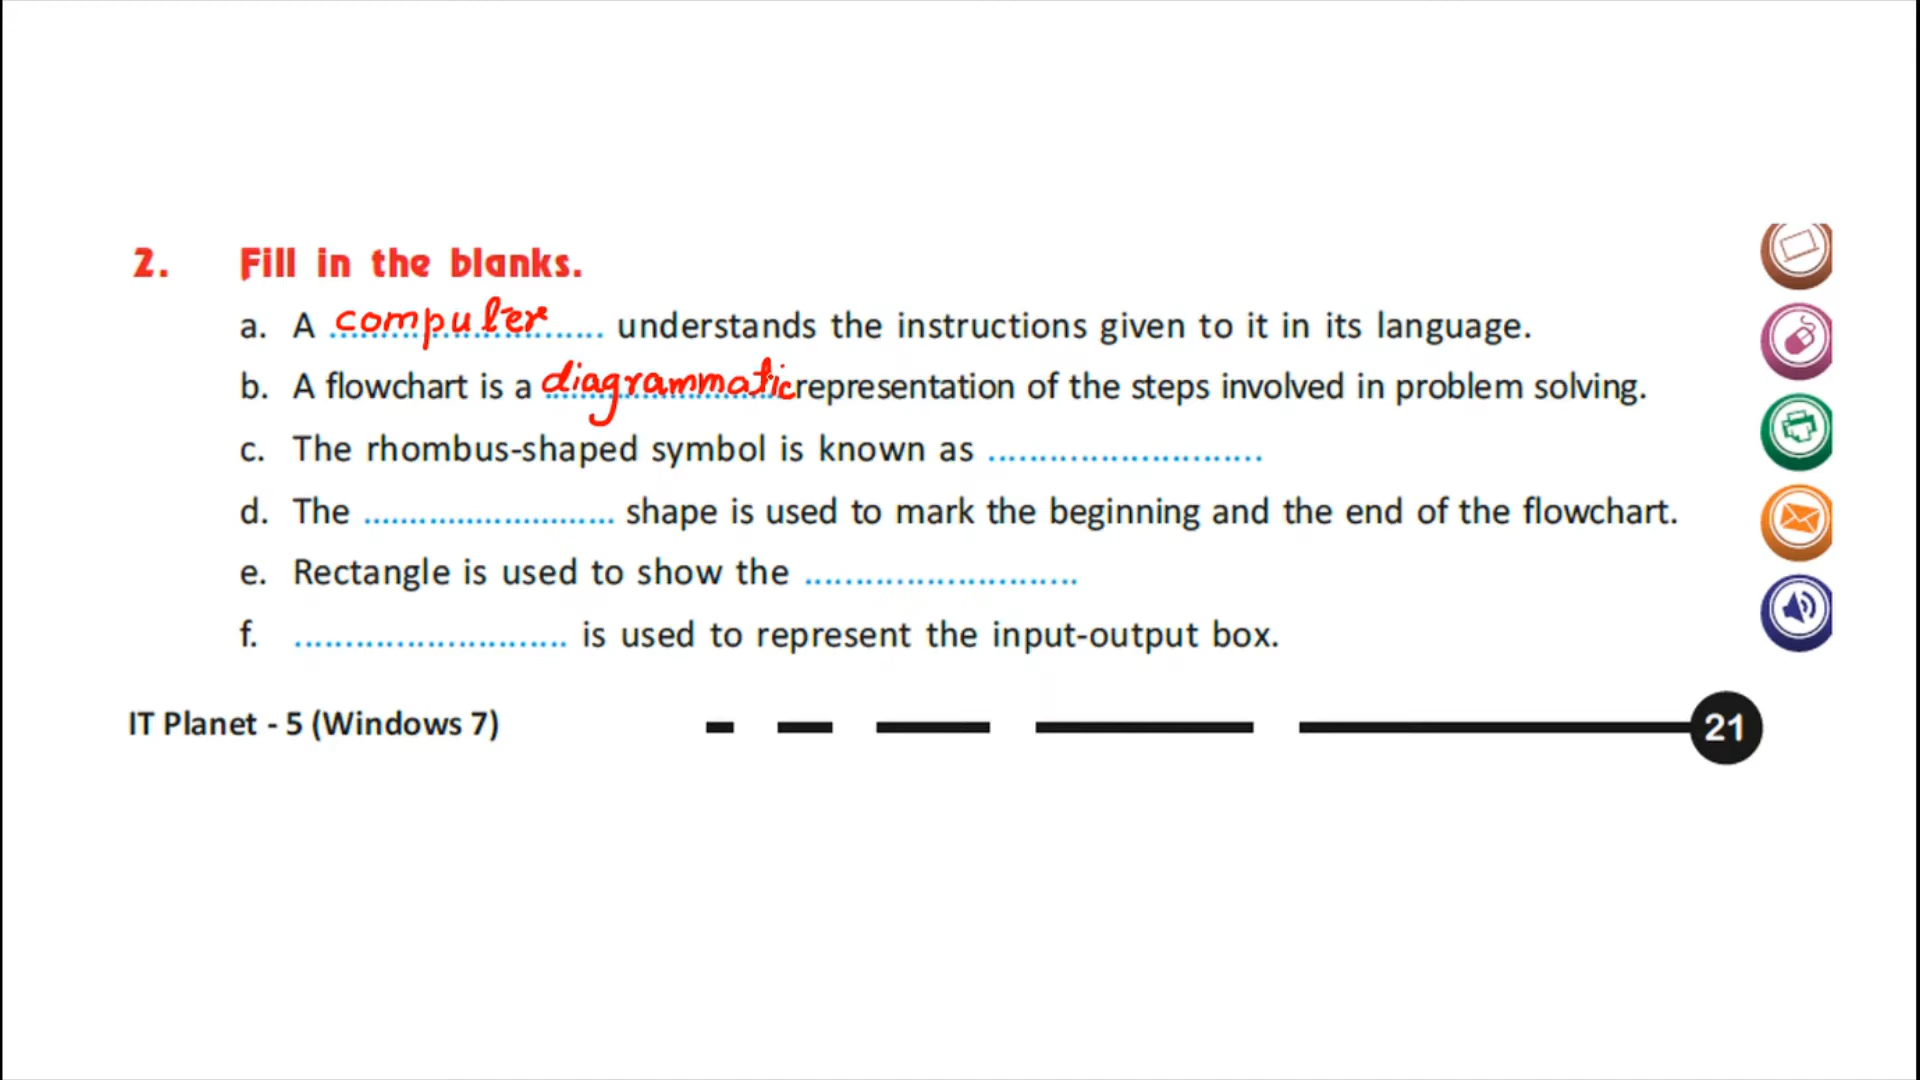 2. Fill in the blanks.
a. A computer understands the instructions given to it in its language.
b. A flowchart is a diagrammatic representation of the steps involved in problem solving.
c. The rhombus-shaped symbol is known as ...........................
d. The ......................... shape is used to mark the beginning and the end of the flowchart.
e. Rectangle is used to show the ...........................
f. ........................... is used to represent the input-output box.
IT Planet - 5 (Windows 7) 21